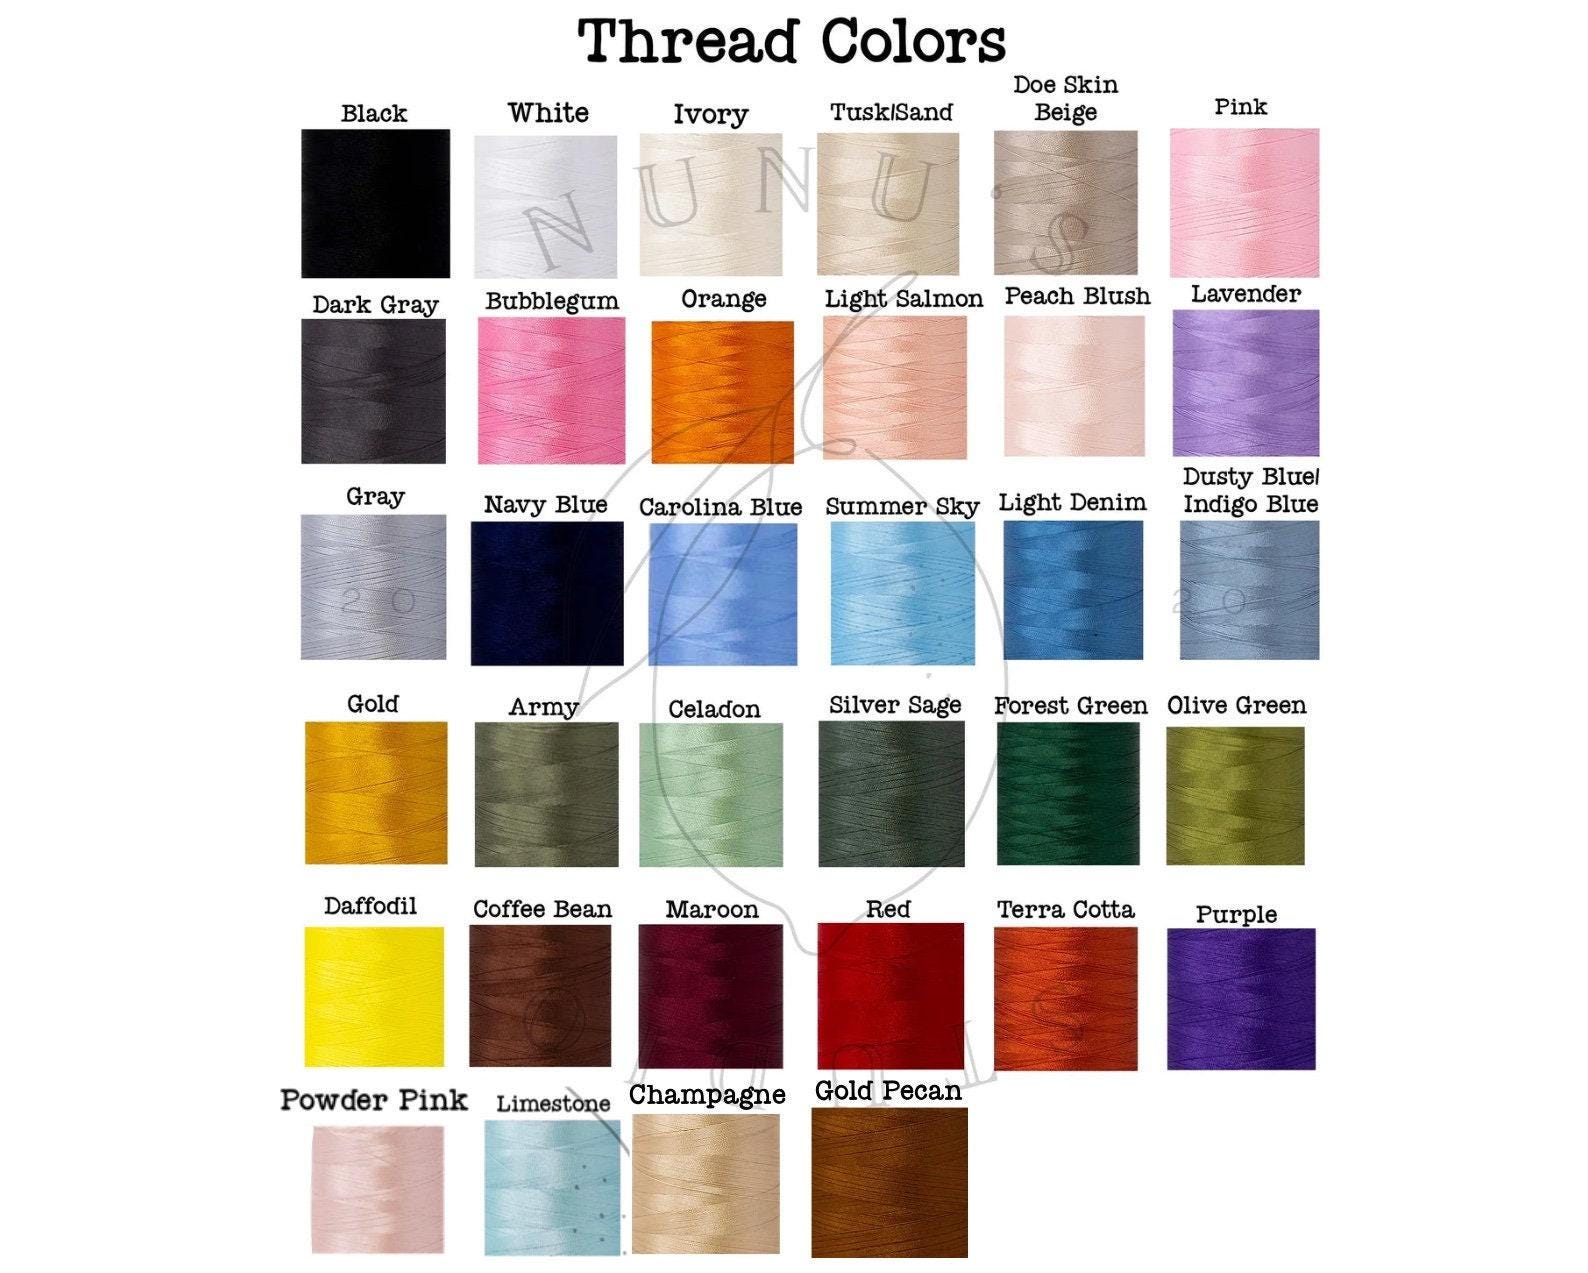 Thread Colors
Black
White
Ivory
Tusk/Sand
Doe Skin
Beige
Pink
NUNU'S
Dark Gray
Bubblegum
Orange
Light Salmon
Peach Blush
Lavender
Gray
Navy Blue
Carolina Blue
Summer Sky
Light Denim
Dusty Blue/
Indigo Blue
20
20
Gold
Army
Celadon
Silver Sage
Forest Green
Olive Green
Daffodil
Coffee Bean
Maroon
Red
Terra Cotta
Purple
STUDIO
Powder Pink
Limestone
Champagne
Gold Pecan